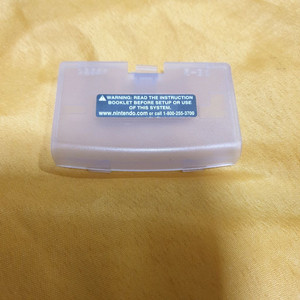 ⚠ WARNING: READ THE INSTRUCTION
BOOKLET BEFORE SETUP OR USE
OF THIS SYSTEM.
www.nintendo.com or call 1-800-255-3700